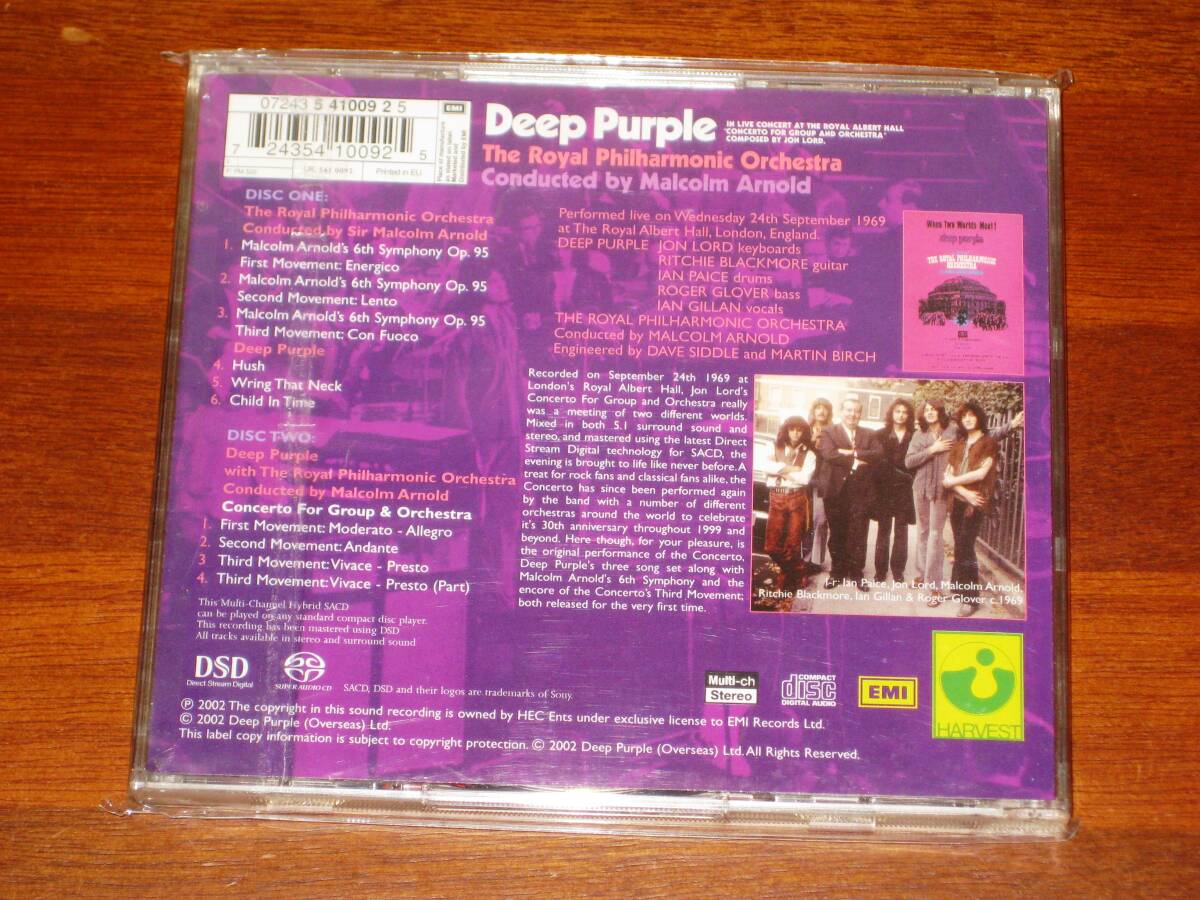 07243 5 41009 2 5
7 24354 10092 5
EMI
Printed in EU
Deep Purple
IN LIVE CONCERT AT THE ROYAL ALBERT HALL
"CONCERTO FOR GROUP AND ORCHESTRA"
COMPOSED BY JON LORD.
The Royal Philharmonic Orchestra
Conducted by Malcolm Arnold
DISC ONE:
The Royal Philharmonic Orchestra
Conducted by Sir Malcolm Arnold
1. Malcolm Arnold's 6th Symphony Op. 95
First Movement: Energico
2. Malcolm Arnold's 6th Symphony Op. 95
Second Movement: Lento
3. Malcolm Arnold's 6th Symphony Op. 95
Third Movement: Con Fuoco
Deep Purple
4. Hush
5. Wring That Neck
6. Child In Time
DISC TWO:
Deep Purple
with The Royal Philharmonic Orchestra
Conducted by Malcolm Arnold
Concerto For Group & Orchestra
1. First Movement: Moderato - Allegro
2. Second Movement: Andante
3 Third Movement: Vivace - Presto
4. Third Movement: Vivace - Presto (Part)
This Multi-Channel Hybrid SACD
can be played on any standard compact disc player.
This recording has been mastered using DSD
All tracks available in stereo and surround sound
Performed live on Wednesday 24th September 1969
at The Royal Albert Hall, London, England.
DEEP PURPLE JON LORD keyboards
RITCHIE BLACKMORE guitar
IAN PAICE drums
ROGER GLOVER bass
IAN GILLAN vocals
THE ROYAL PHILHARMONIC ORCHESTRA
Conducted by MALCOLM ARNOLD
Engineered by DAVE SIDDLE and MARTIN BIRCH
When Two Worlds Meet!
deep purple
THE ROYAL PHILHARMONIC
ORCHESTRA
Recorded on September 24th 1969 at
London's Royal Albert Hall, Jon Lord's
Concerto For Group and Orchestra really
was a meeting of two different worlds.
Mixed in both 5.1 surround sound and
stereo, and mastered using the latest Direct
Stream Digital technology for SACD, the
evening is brought to life like never before. A
treat for rock fans and classical fans alike, the
Concerto has since been performed again
by the band with a number of different
orchestras around the world to celebrate
it's 30th anniversary throughout 1999 and
beyond. Here though, for your pleasure, is
the original performance of the Concerto,
Deep Purple's three song set along with
Malcolm Arnold's 6th Symphony and the
encore of the Concerto's Third Movement;
both released for the very first time.
l-r: Ian Paice, Jon Lord, Malcolm Arnold,
Ritchie Blackmore, Ian Gillan & Roger Glover c.1969
DSD
Direct Stream Digital
SUPER AUDIO CD
SACD, DSD and their logos are trademarks of Sony.
Multi-ch
Stereo
COMPACT
disc
DIGITAL AUDIO
EMI
HARVEST
℗ 2002 The copyright in this sound recording is owned by HEC Ents under exclusive license to EMI Records Ltd.
© 2002 Deep Purple (Overseas) Ltd.
This label copy information is subject to copyright protection. © 2002 Deep Purple (Overseas) Ltd. All Rights Reserved.